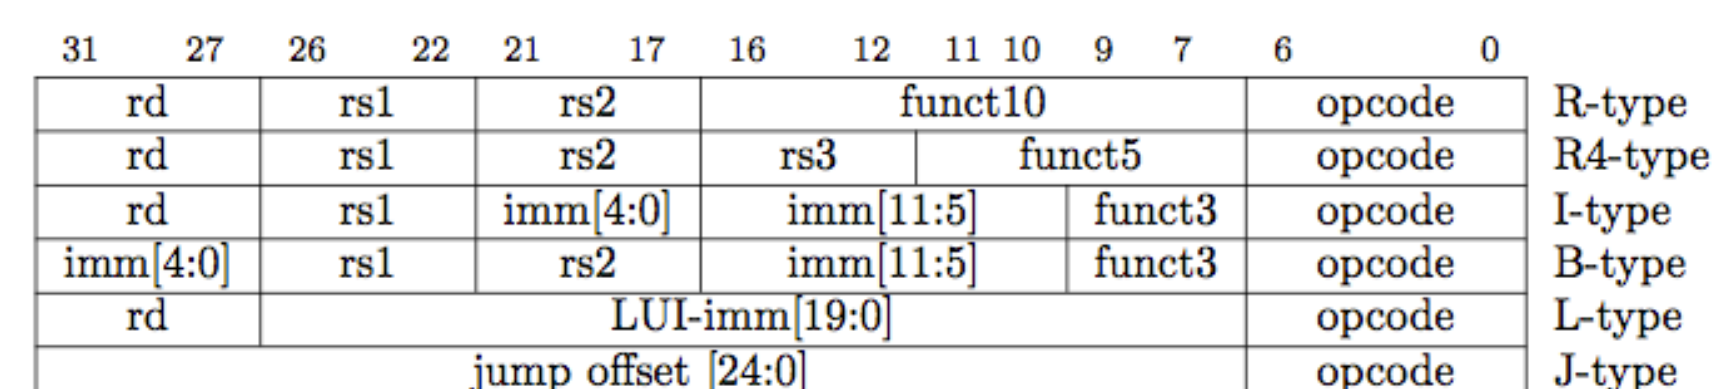 31 27 26 22 21 17 16 12 11 10 9 7 6 0
rd rs1 rs2 funct10 opcode R-type
rd rs1 rs2 rs3 funct5 opcode R4-type
rd rs1 imm[4:0] imm[11:5] funct3 opcode I-type
imm[4:0] rs1 rs2 imm[11:5] funct3 opcode B-type
rd LUI-imm[19:0] opcode L-type
jump offset [24:0] opcode J-type